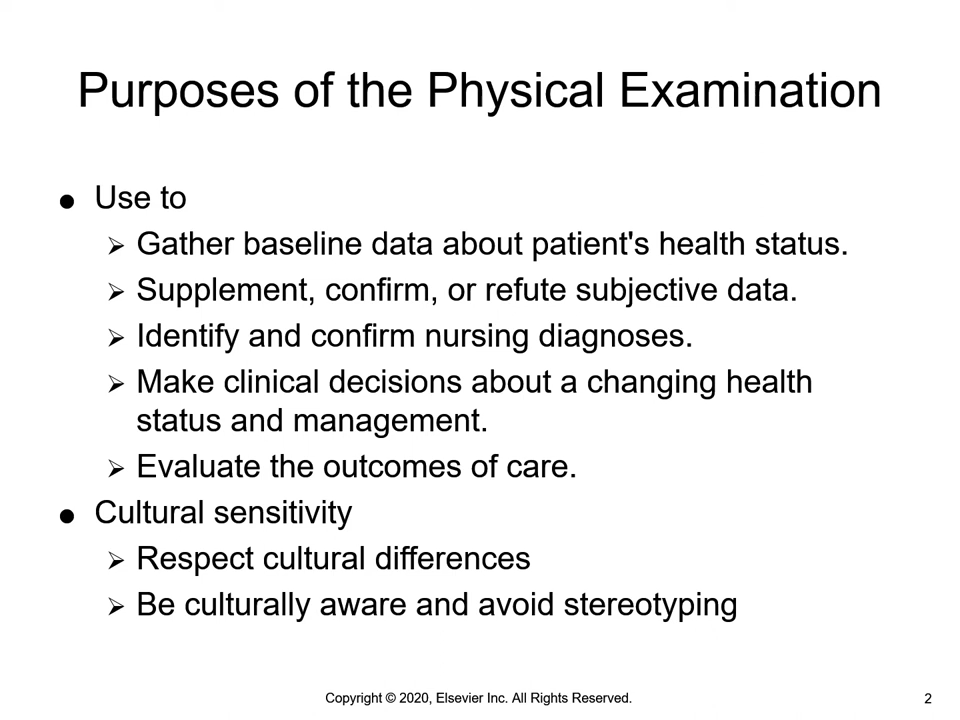 Purposes of the Physical Examination
● Use to
➢ Gather baseline data about patient's health status.
➢ Supplement, confirm, or refute subjective data.
➢ Identify and confirm nursing diagnoses.
➢ Make clinical decisions about a changing health
status and management.
➢ Evaluate the outcomes of care.
● Cultural sensitivity
➢ Respect cultural differences
➢ Be culturally aware and avoid stereotyping
Copyright © 2020, Elsevier Inc. All Rights Reserved.
2